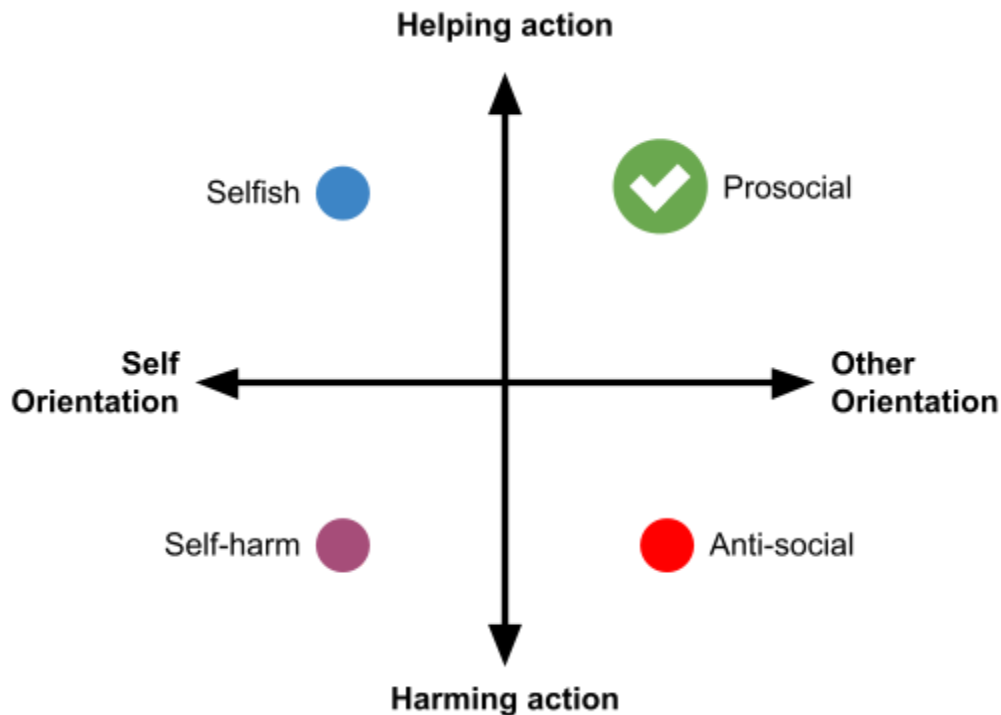 Helping action
Selfish
Prosocial
Self
Orientation
Other
Orientation
Self-harm
Anti-social
Harming action